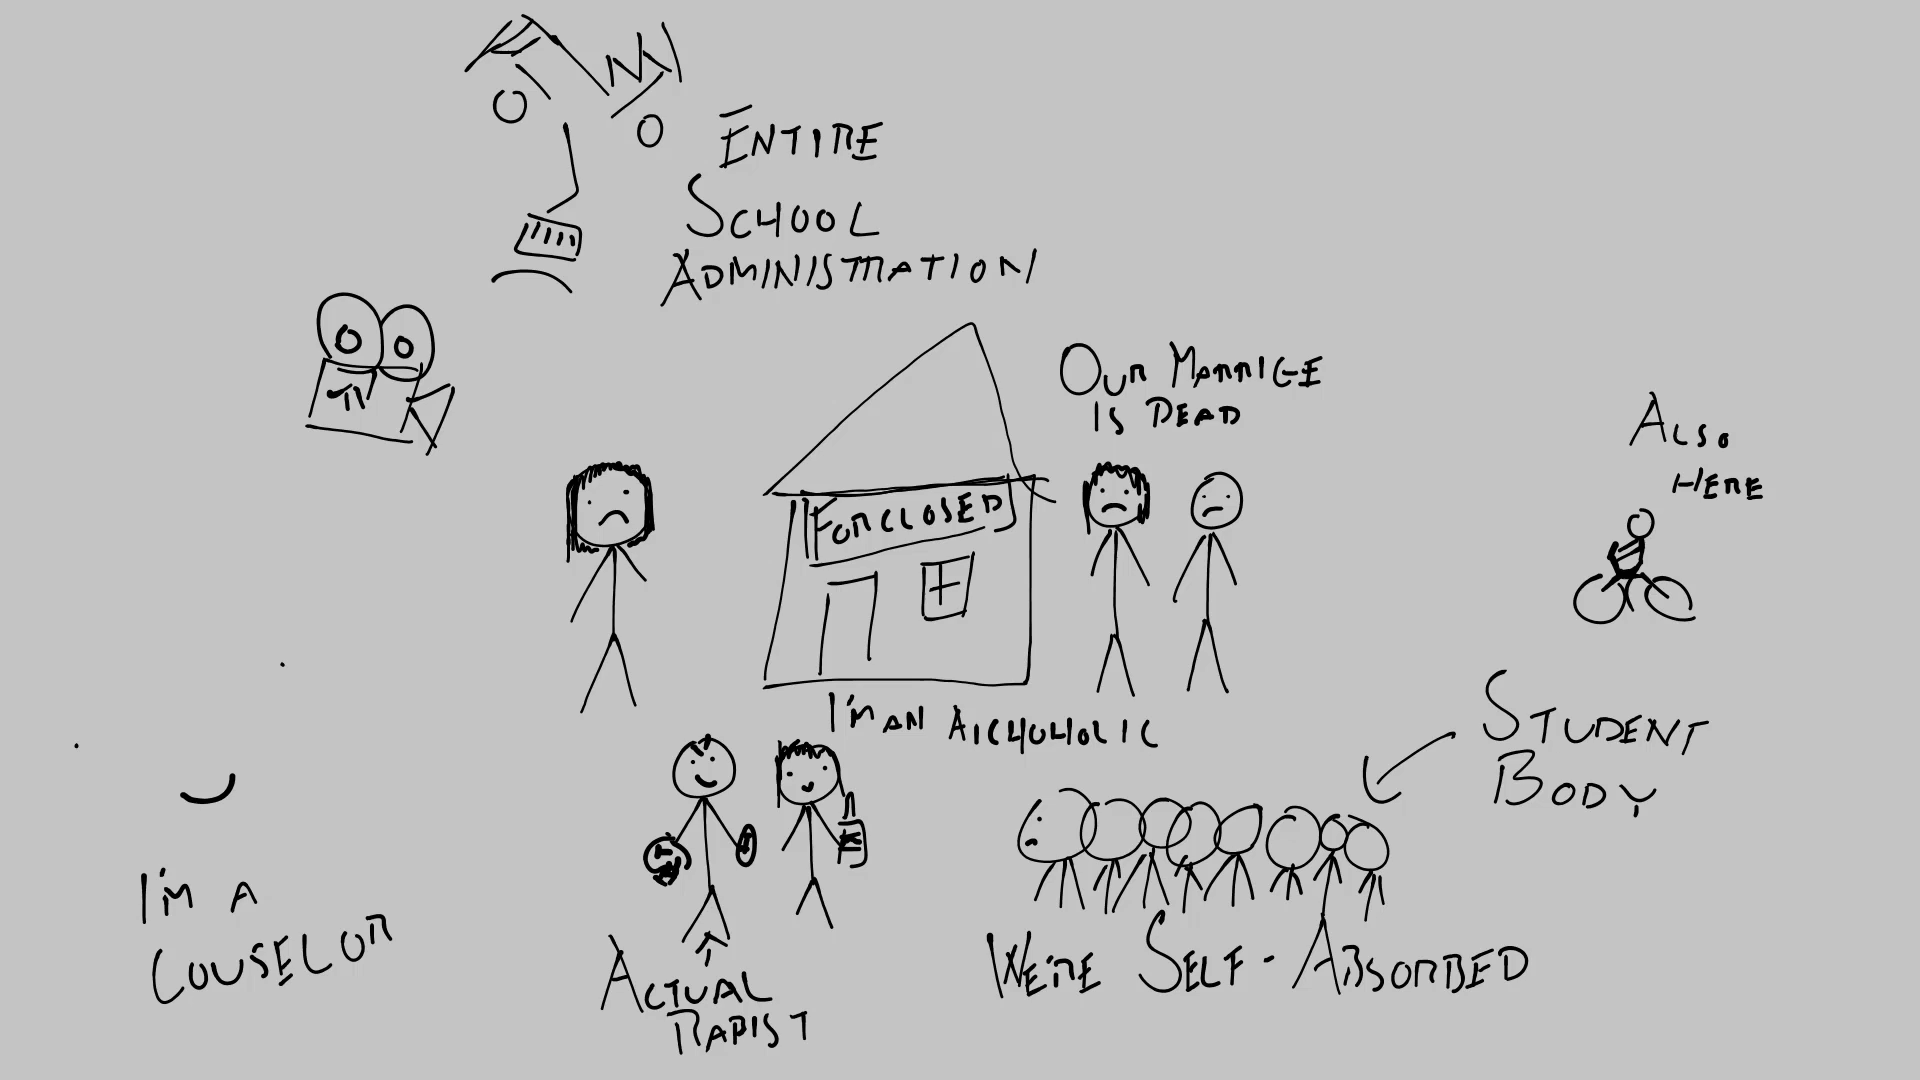 ENTIRE
SCHOOL
ADMINISTRATION
OUR MARRIGE
IS DEAD
ALSO
HERE
FORCLOSED
I'M AN AlCHOHOLIC
STUDENT
BODY
I'M A
COUSELOR
ACTUAL
RAPIST
WE'RE SELF-ABSORBED